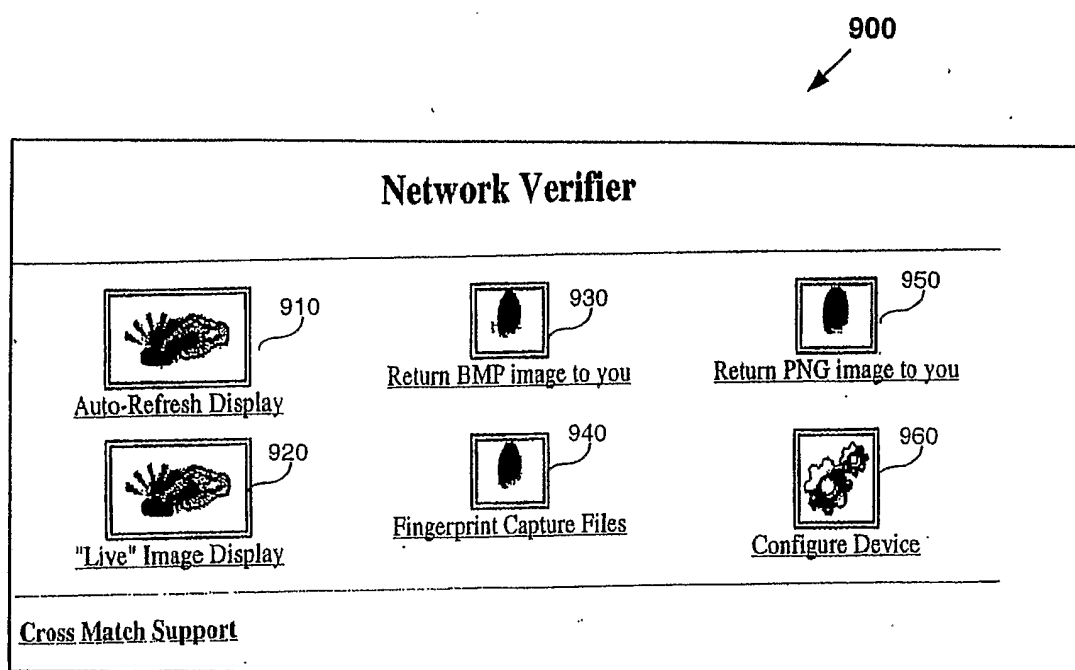 900
Network Verifier
910
930
950
Auto-Refresh Display
Return BMP image to you
Return PNG image to you
920
940
960
"Live" Image Display
Fingerprint Capture Files
Configure Device
Cross Match Support